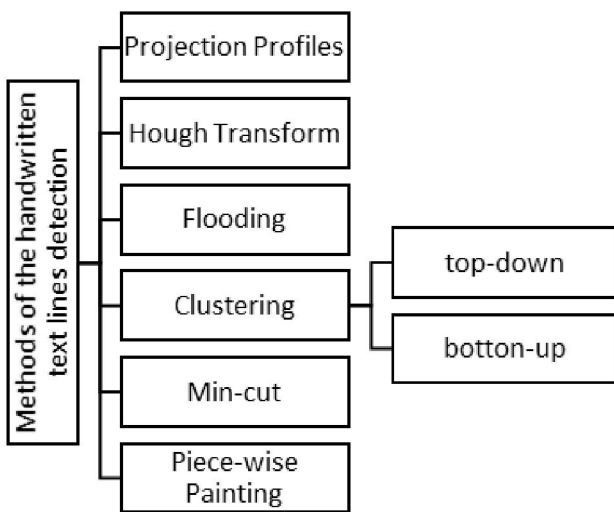 Methods of the handwritten
text lines detection
Projection Profiles
Hough Transform
Flooding
Clustering
Min-cut
Piece-wise
Painting
top-down
botton-up